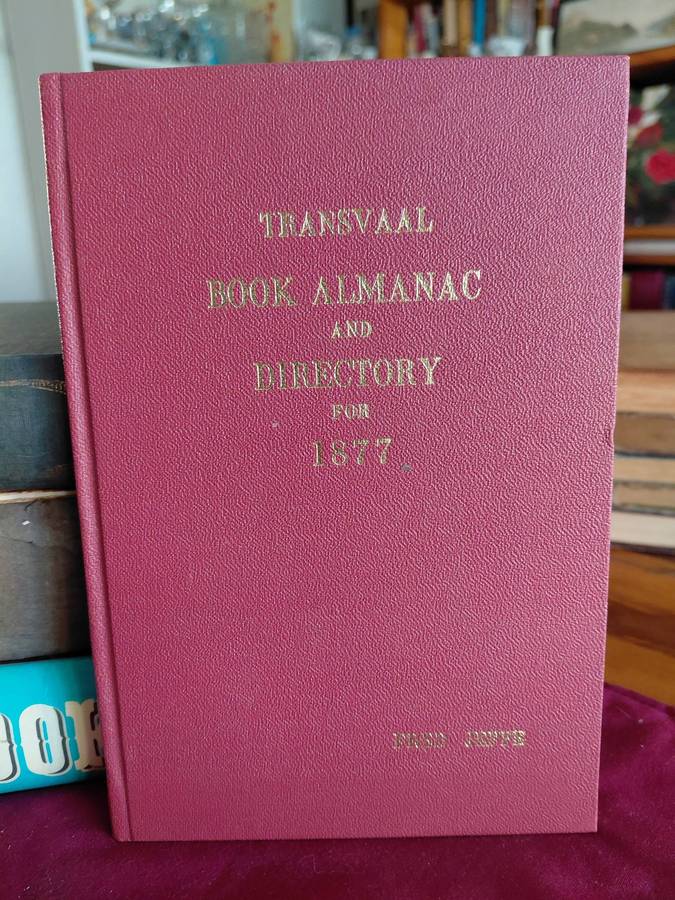 TRANSVAAL
BOOK ALMANAC
AND
DIRECTORY
FOR
1877
FRED JEPPE